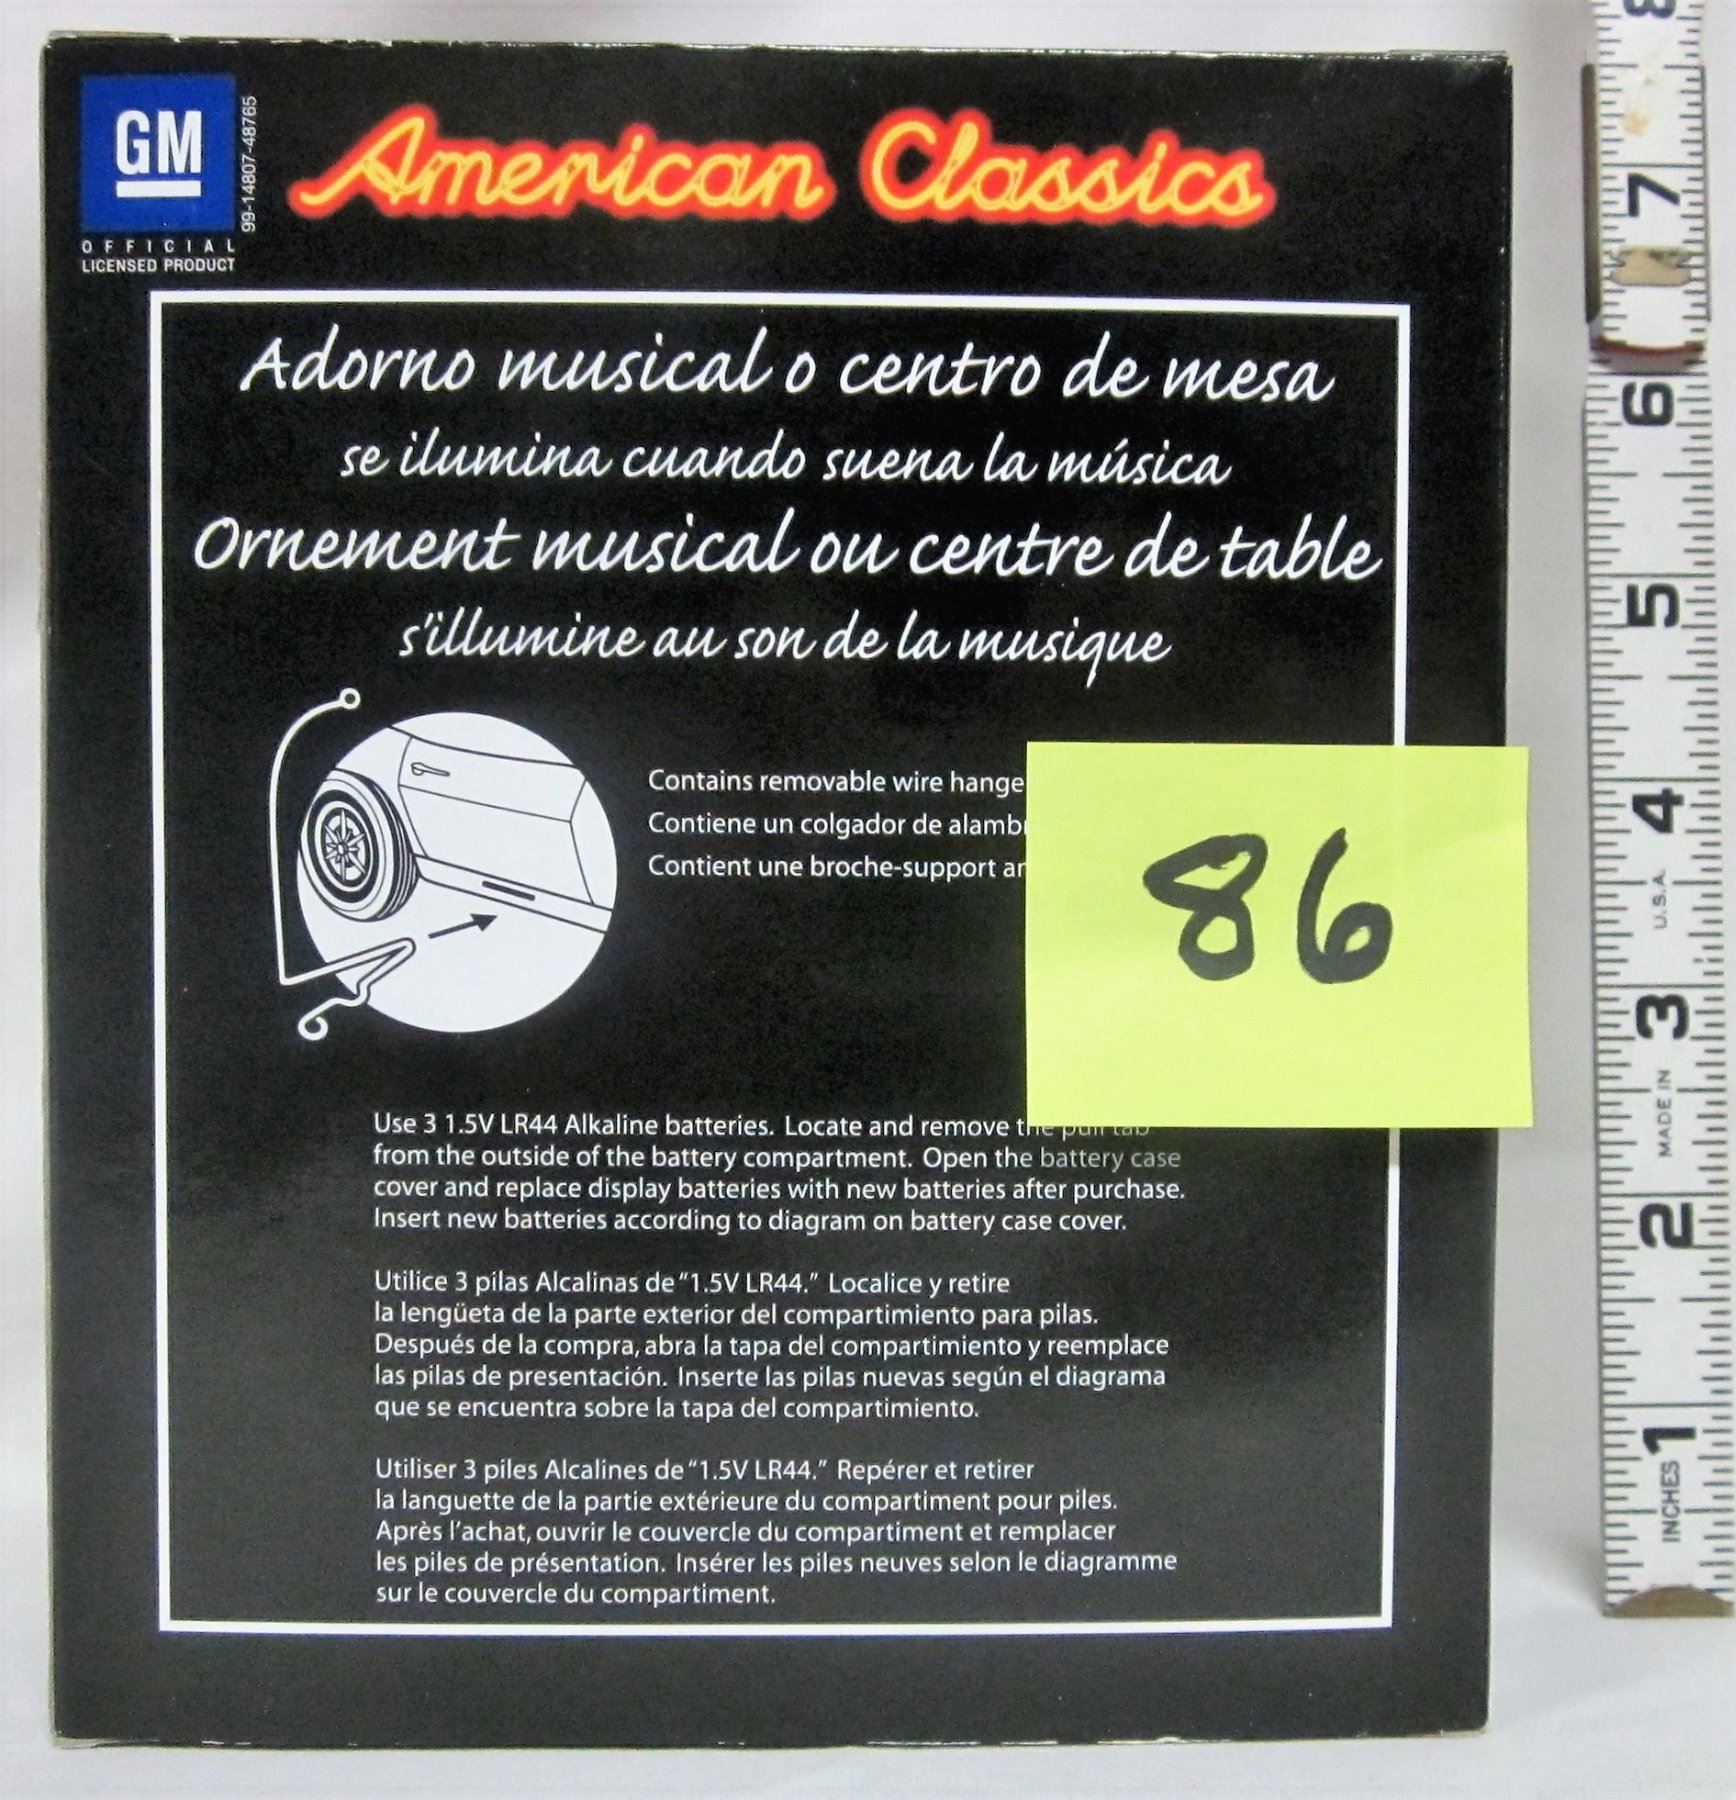 GM
OFFICIAL
LICENSED PRODUCT
99-14807-48765
American Classics
Adorno musical o centro de mesa
se ilumina cuando suena la música
Ornement musical ou centre de table
s'illumine au son de la musique
Contains removable wire hange
Contiene un colgador de alamb
Contient une broche-support
86
Use 3 1.5V LR44 Alkaline batteries. Locate and remove the pull tab
from the outside of the battery compartment. Open the battery case
cover and replace display batteries with new batteries after purchase.
Insert new batteries according to diagram on battery case cover.
Utilice 3 pilas Alcalinas de "1.5V LR44." Localice y retire
la lengüeta de la parte exterior del compartimiento para pilas.
Después de la compra, abra la tapa del compartimiento y reemplace
las pilas de presentación. Inserte las pilas nuevas según el diagrama
que se encuentra sobre la tapa del compartimiento.
Utiliser 3 piles Alcalines de "1.5V LR44." Repérer et retirer
la languette de la partie extérieure du compartiment pour piles.
Après l'achat, ouvrir le couvercle du compartiment et remplacer
les piles de présentation. Insérer les piles neuves selon le diagramme
sur le couvercle du compartiment.
8
7
6
5
4
U.S.A.
3
MADE IN
2
1
INCHES